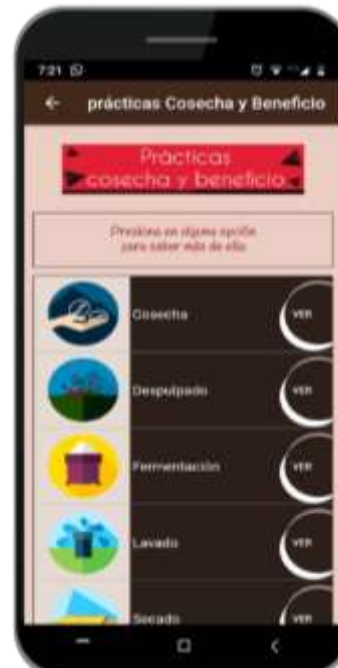 7:21
prácticas Cosecha y Beneficio
Prácticas
cosecha y beneficio
Presiona en alguna opción
para saber más de ella
Cosecha
VER
Despulpado
VER
Fermentación
VER
Lavado
VER
Secado
VER